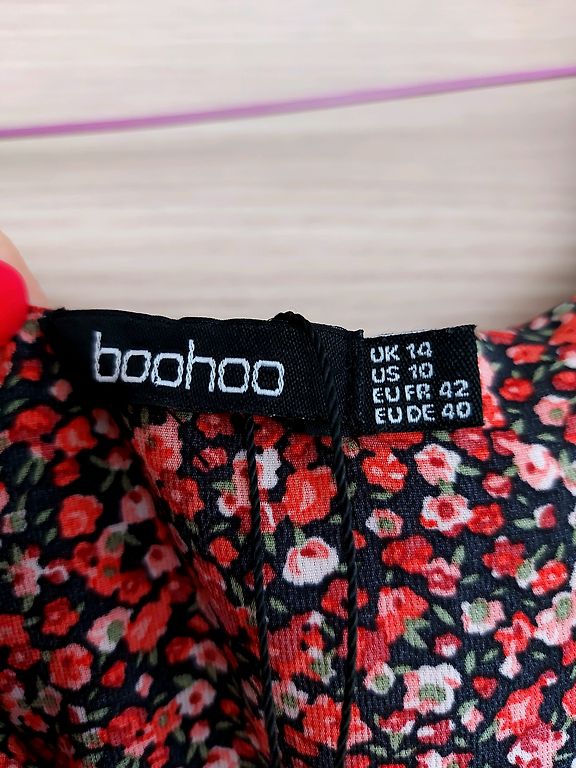 boohoo
UK 14
US 10
EU FR 42
EU DE 40